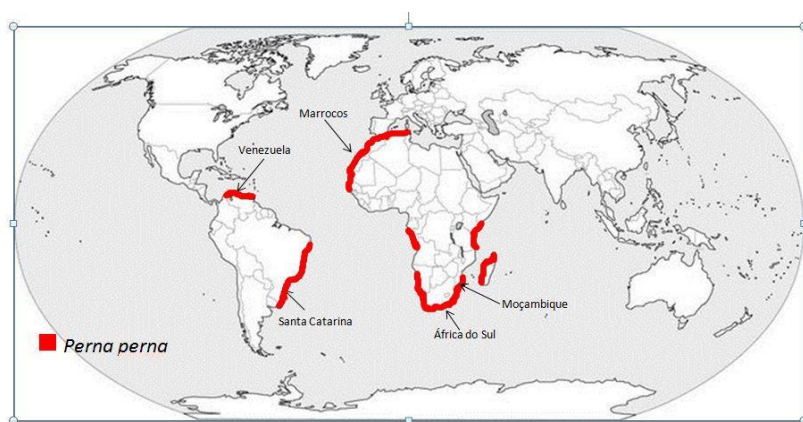 Marrocos
Venezuela
Moçambique
Santa Catarina
África do Sul
Perna perna